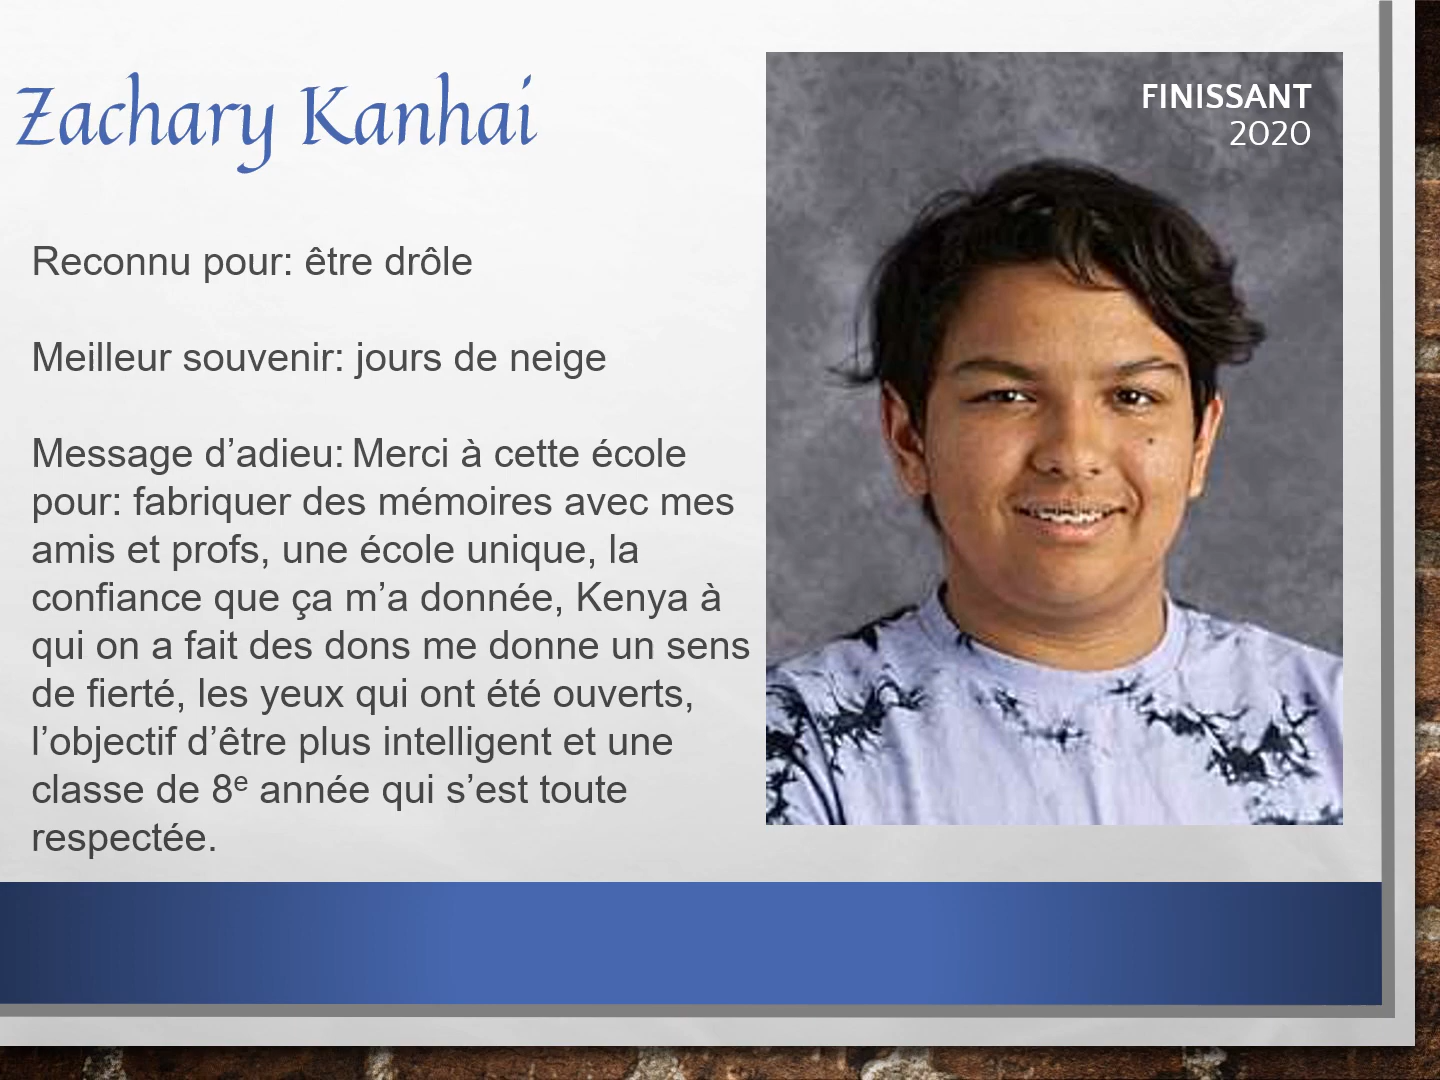 Zachary Kanhai
FINISSANT
2020
Reconnu pour: être drôle
Meilleur souvenir: jours de neige
Message d’adieu: Merci à cette école
pour: fabriquer des mémoires avec mes
amis et profs, une école unique, la
confiance que ça m’a donnée, Kenya à
qui on a fait des dons me donne un sens
de fierté, les yeux qui ont été ouverts,
l’objectif d’être plus intelligent et une
classe de 8e année qui s’est toute
respectée.